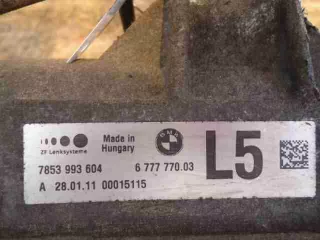 ZF Lenksysteme
Made in
Hungary
BMW
L5
7853 993 604
6 777 770.03
A 28.01.11 00015115